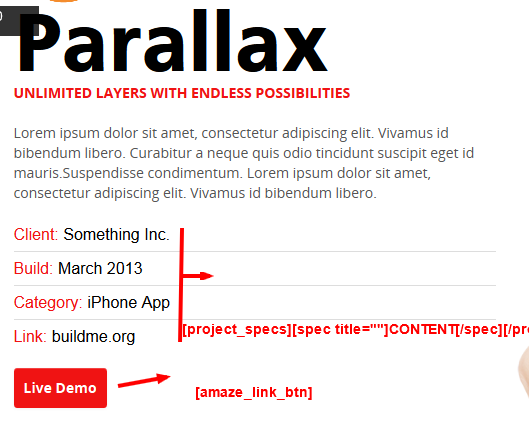 Parallax
UNLIMITED LAYERS WITH ENDLESS POSSIBILITIES
Lorem ipsum dolor sit amet, consectetur adipiscing elit. Vivamus id
bibendum libero. Curabitur a neque quis odio tincidunt suscipit eget id
mauris.Suspendisse condimentum. Lorem ipsum dolor sit amet,
consectetur adipiscing elit. Vivamus id bibendum libero.
Client: Something Inc.
Build: March 2013
Category: iPhone App
Link: buildme.org
[project_specs][spec title=""]CONTENT[/spec][/pro
Live Demo
[amaze_link_btn]